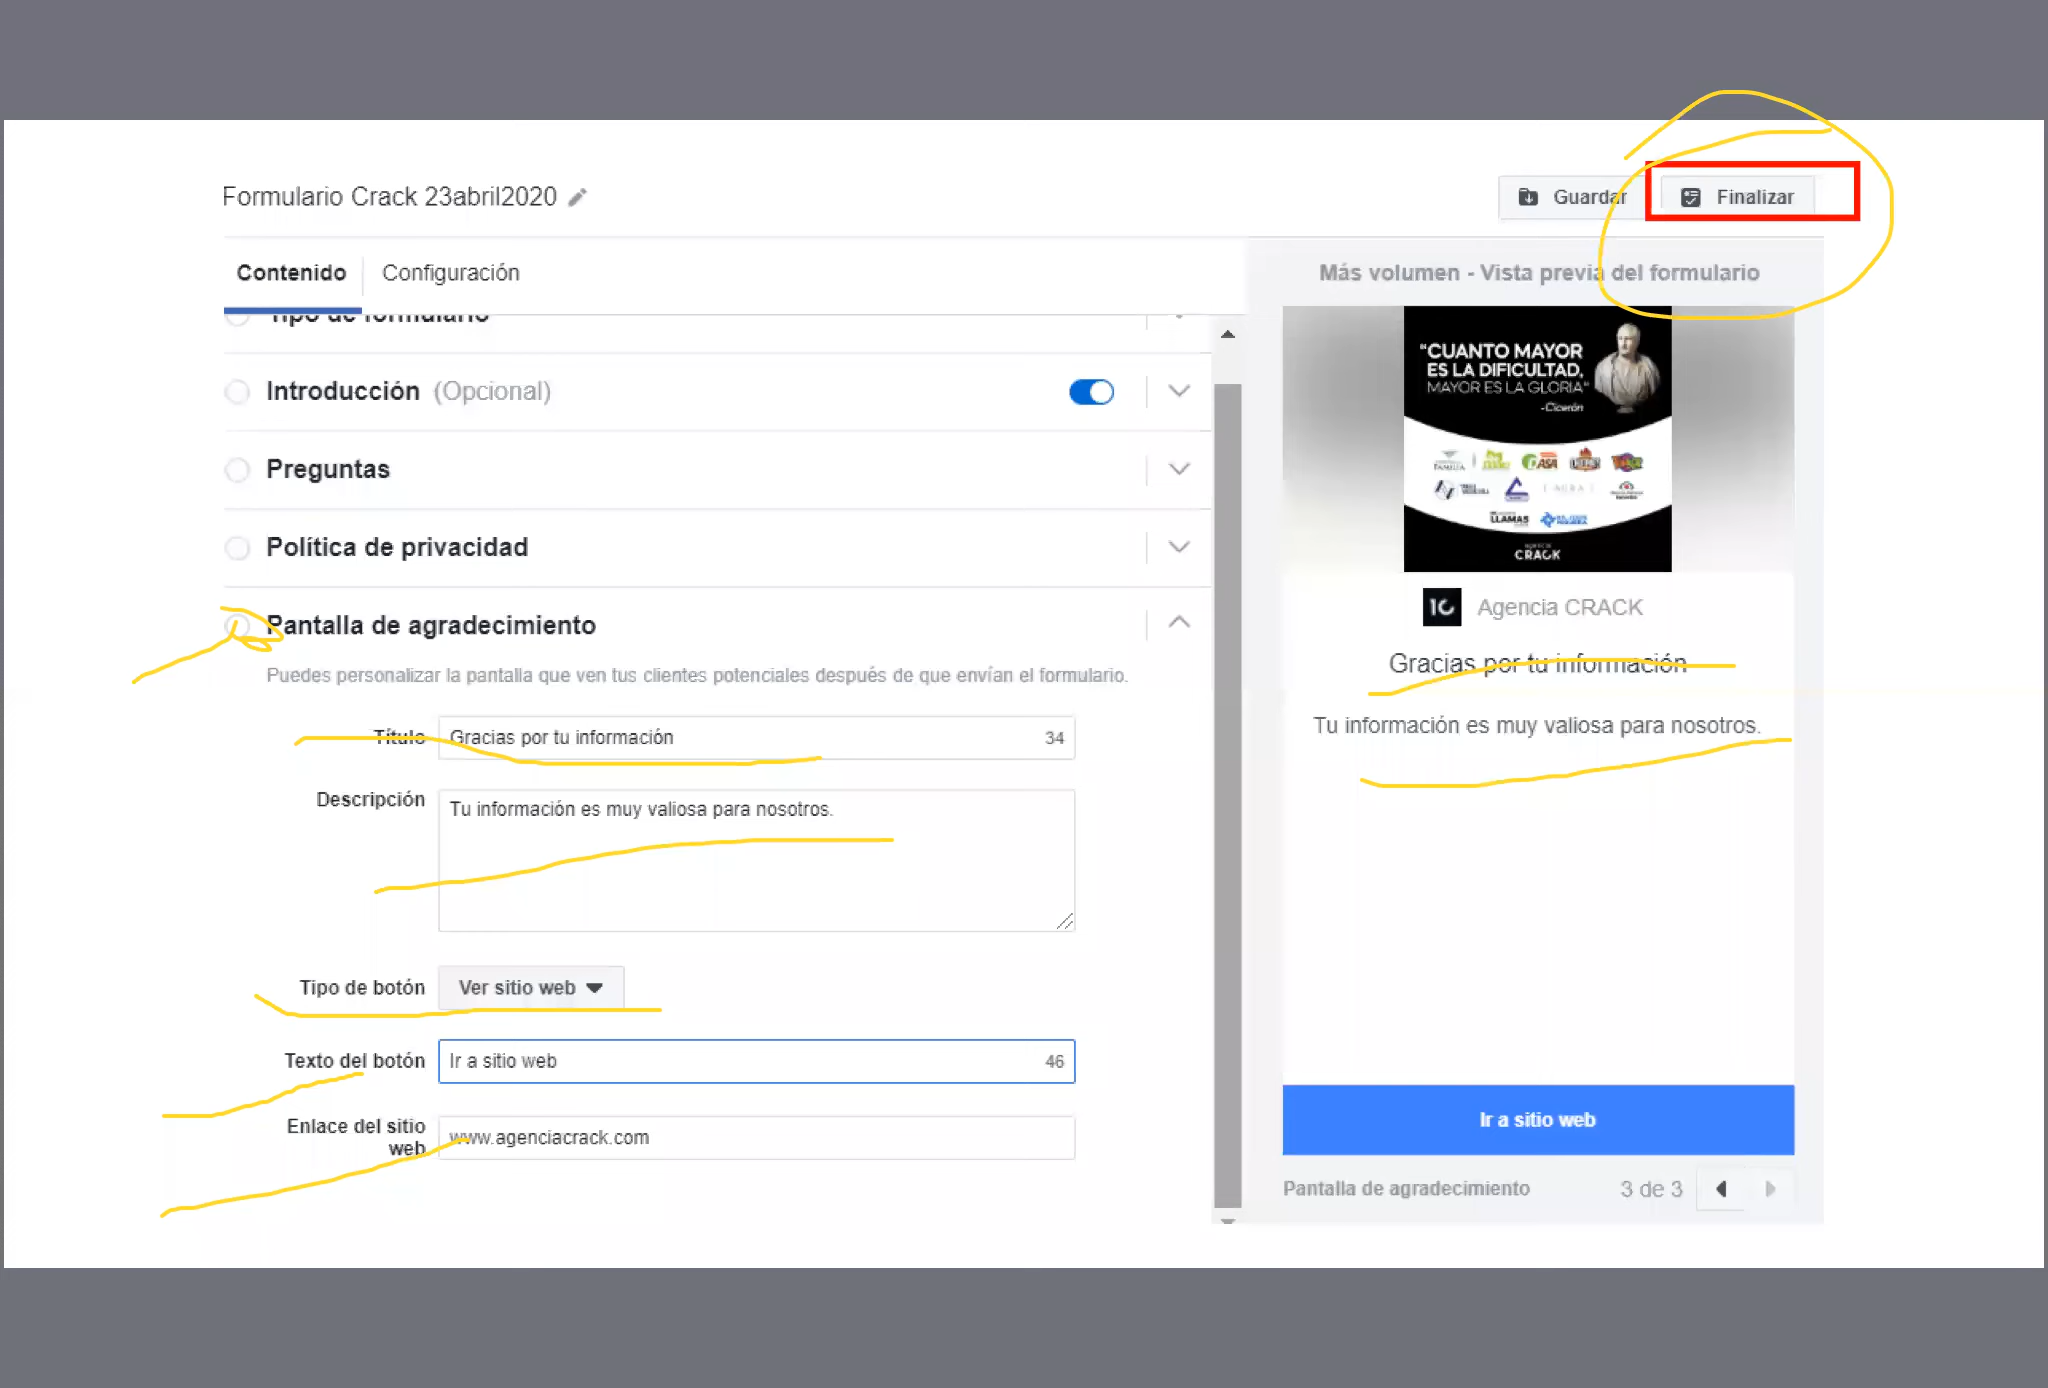 Formulario Crack 23abril2020
Guardar
Finalizar
Contenido
Configuración
Tipo de formulario
Introducción (Opcional)
Preguntas
Política de privacidad
Pantalla de agradecimiento
Puedes personalizar la pantalla que ven tus clientes potenciales después de que envían el formulario.
Título
Gracias por tu información
34
Descripción
Tu información es muy valiosa para nosotros.
Tipo de botón
Ver sitio web
Texto del botón
Ir a sitio web
46
Enlace del sitio
web
www.agenciacrack.com
Más volumen - Vista previa del formulario
“CUANTO MAYOR
ES LA DIFICULTAD,
MAYOR ES LA GLORIA”
-Cicerón
FAMILIA
LLAMAS
CRACK
Agencia CRACK
Gracias por tu información
Tu información es muy valiosa para nosotros.
Ir a sitio web
Pantalla de agradecimiento
3 de 3